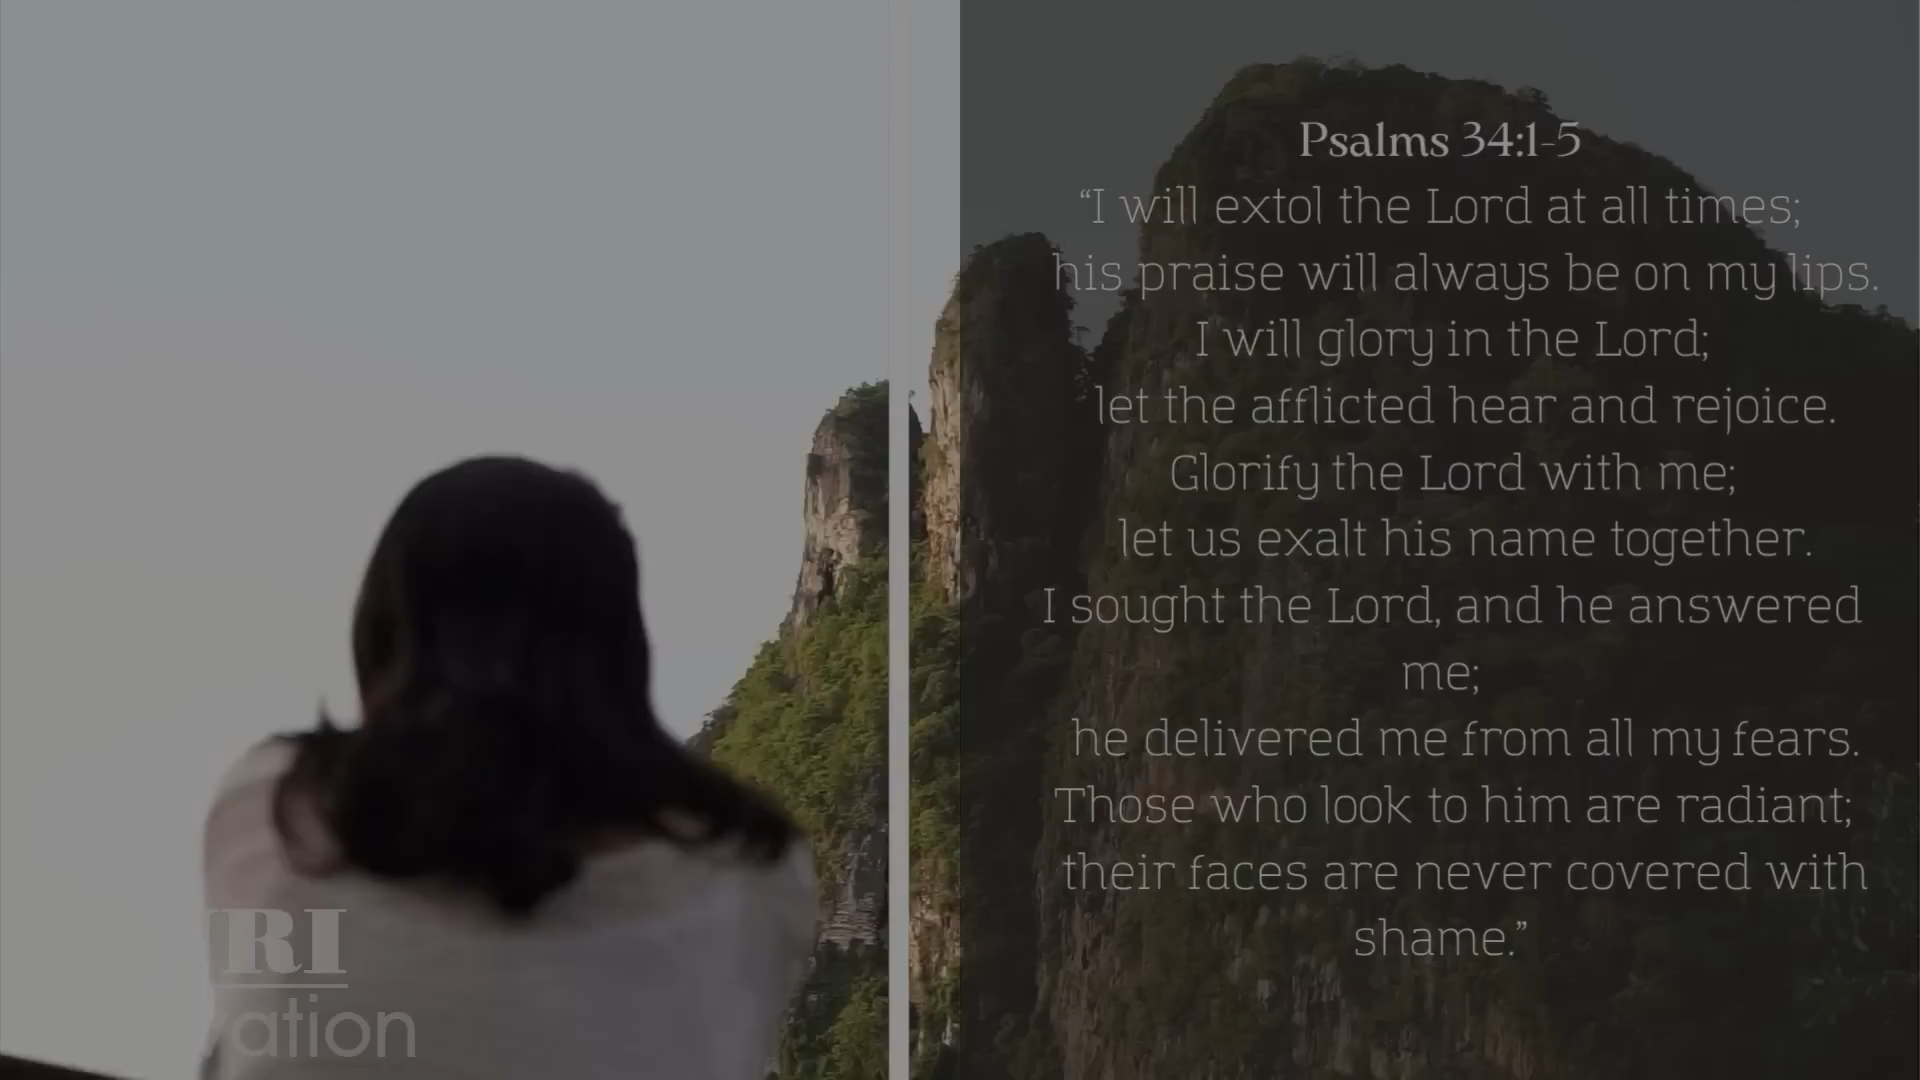 Psalms 34:1-5
“I will extol the Lord at all times;
his praise will always be on my lips.
I will glory in the Lord;
let the afflicted hear and rejoice.
Glorify the Lord with me;
let us exalt his name together.
I sought the Lord, and he answered
me;
he delivered me from all my fears.
Those who look to him are radiant;
their faces are never covered with
shame.”